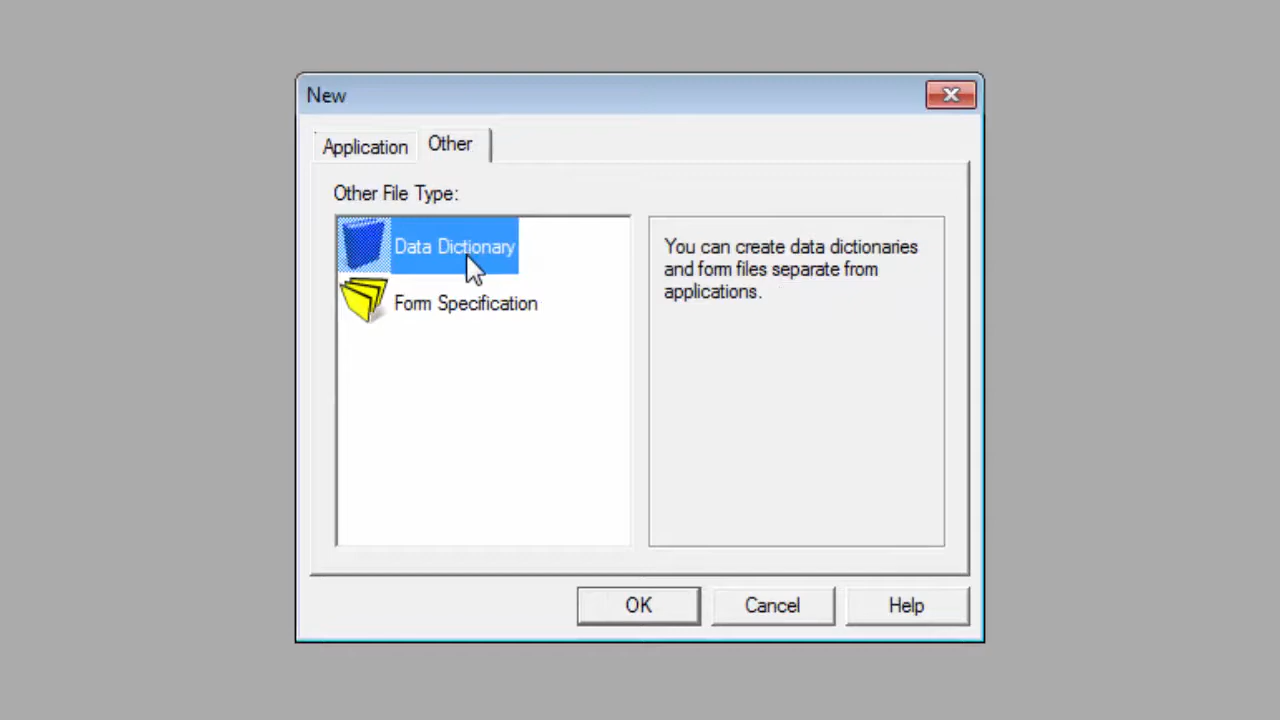 New
Application
Other
Other File Type:
Data Dictionary
Form Specification
You can create data dictionaries
and form files separate from
applications.
OK
Cancel
Help